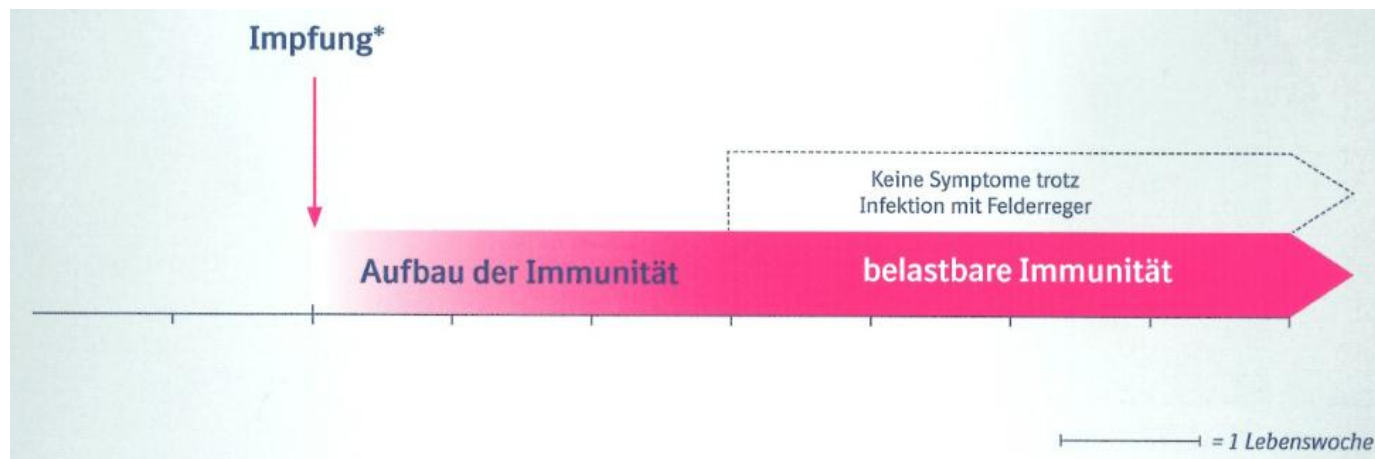 Impfung*
Keine Symptome trotz
Infektion mit Felderreger
Aufbau der Immunität
belastbare Immunität
= 1 Lebenswoche